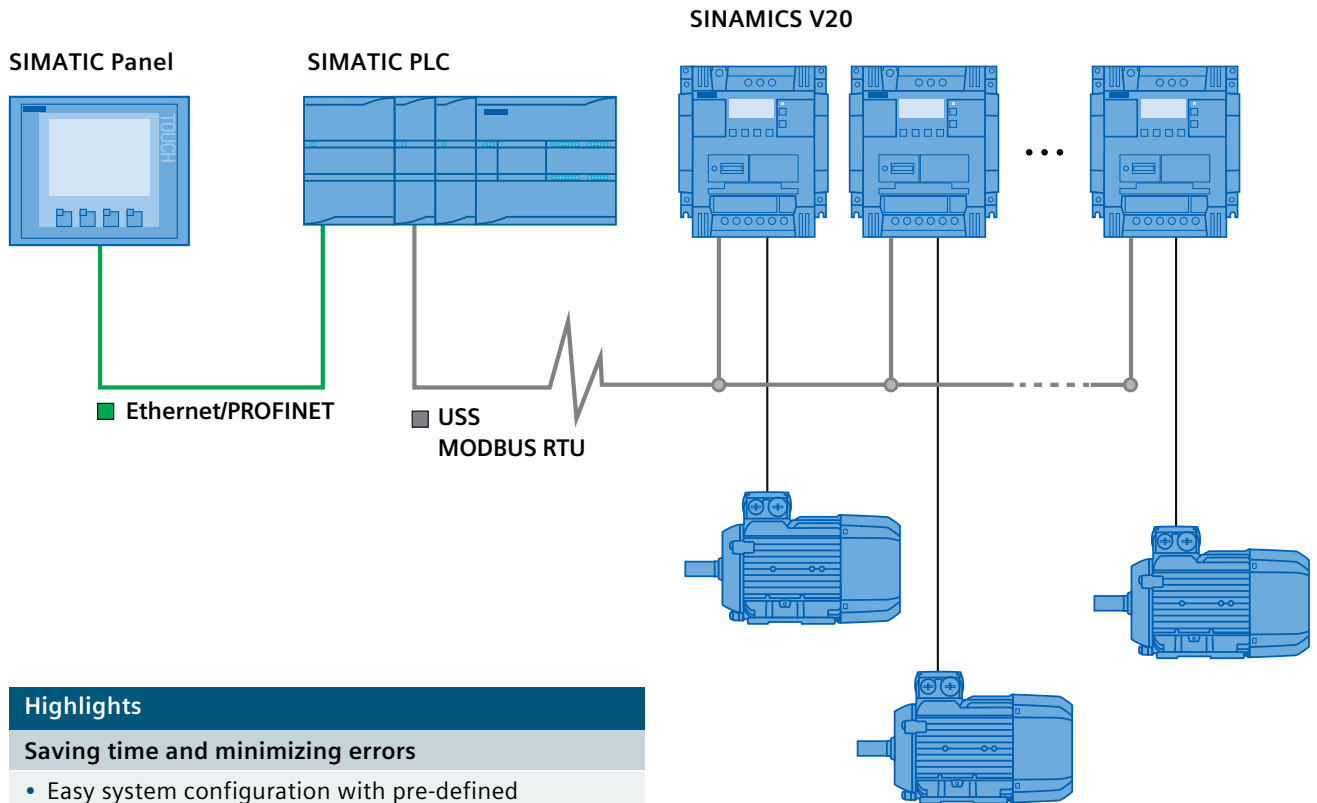 SINAMICS V20
SIMATIC Panel
SIMATIC PLC
TOUCH
...
Ethernet/PROFINET
USS
MODBUS RTU
Highlights
Saving time and minimizing errors
• Easy system configuration with pre-defined